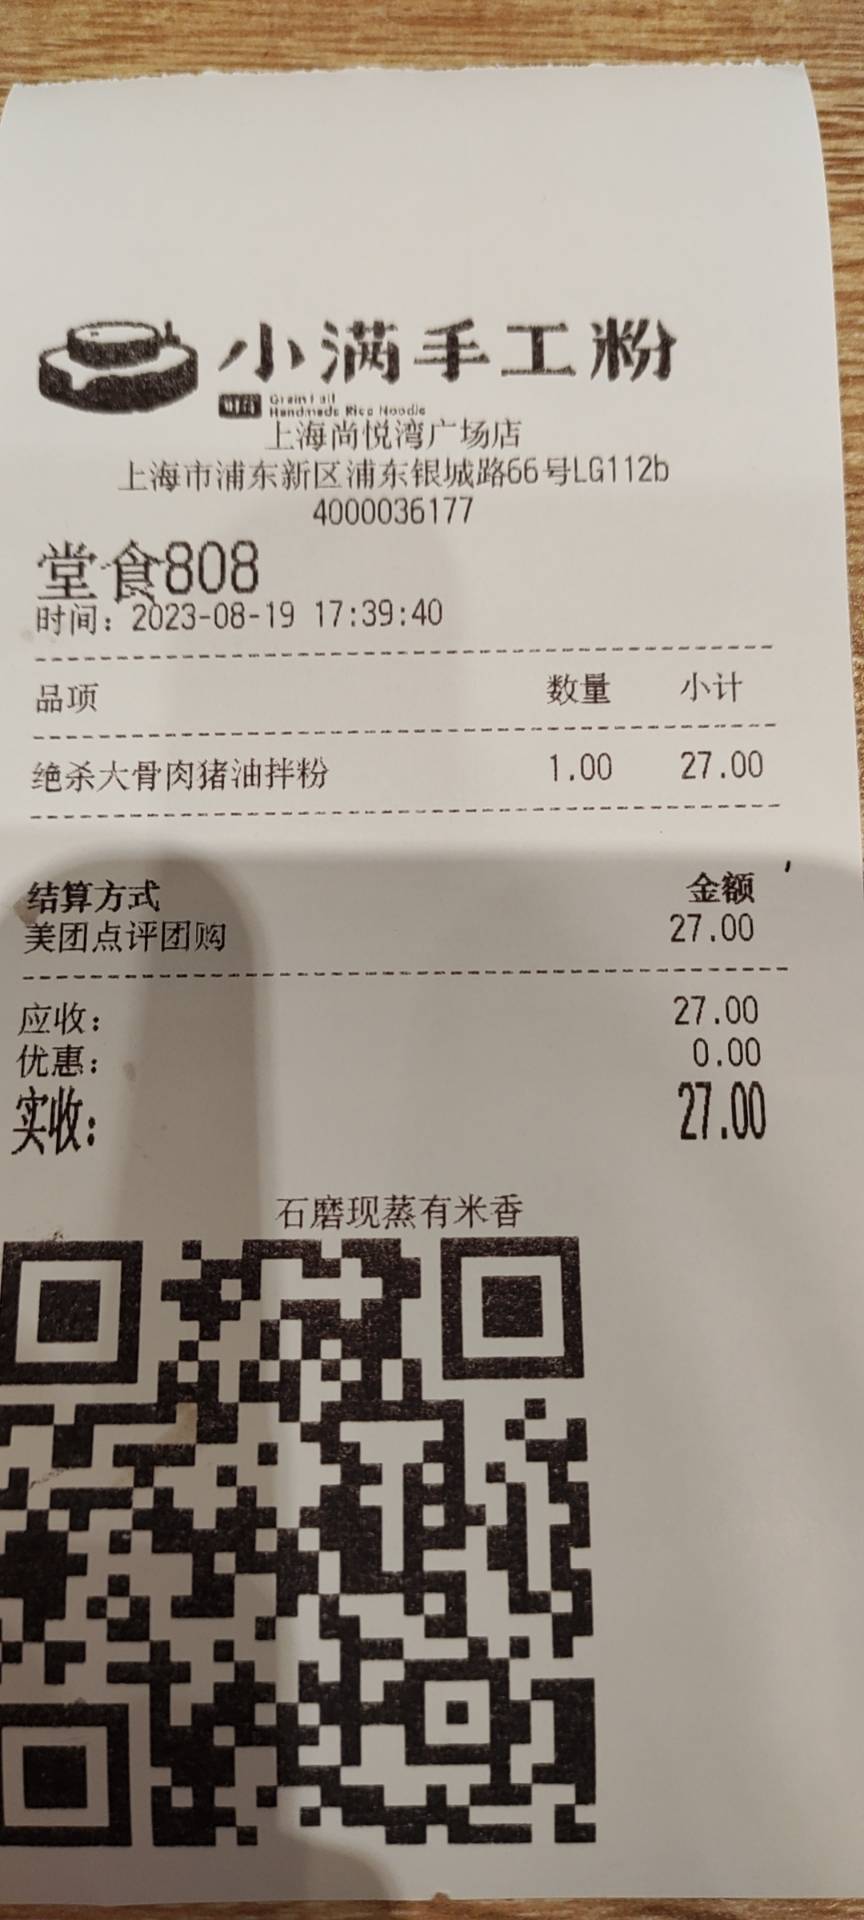 小满手工粉
Grain Full
Handmade Rice Noodle
上海尚悦湾广场店
上海市浦东新区浦东银城路66号LG112b
4000036177
堂食808
时间：2023-08-19 17:39:40
品项 数量 小计
绝杀大骨肉猪油拌粉 1.00 27.00
结算方式 金额
美团点评团购 27.00
应收： 27.00
优惠： 0.00
实收： 27.00
石磨现蒸有米香